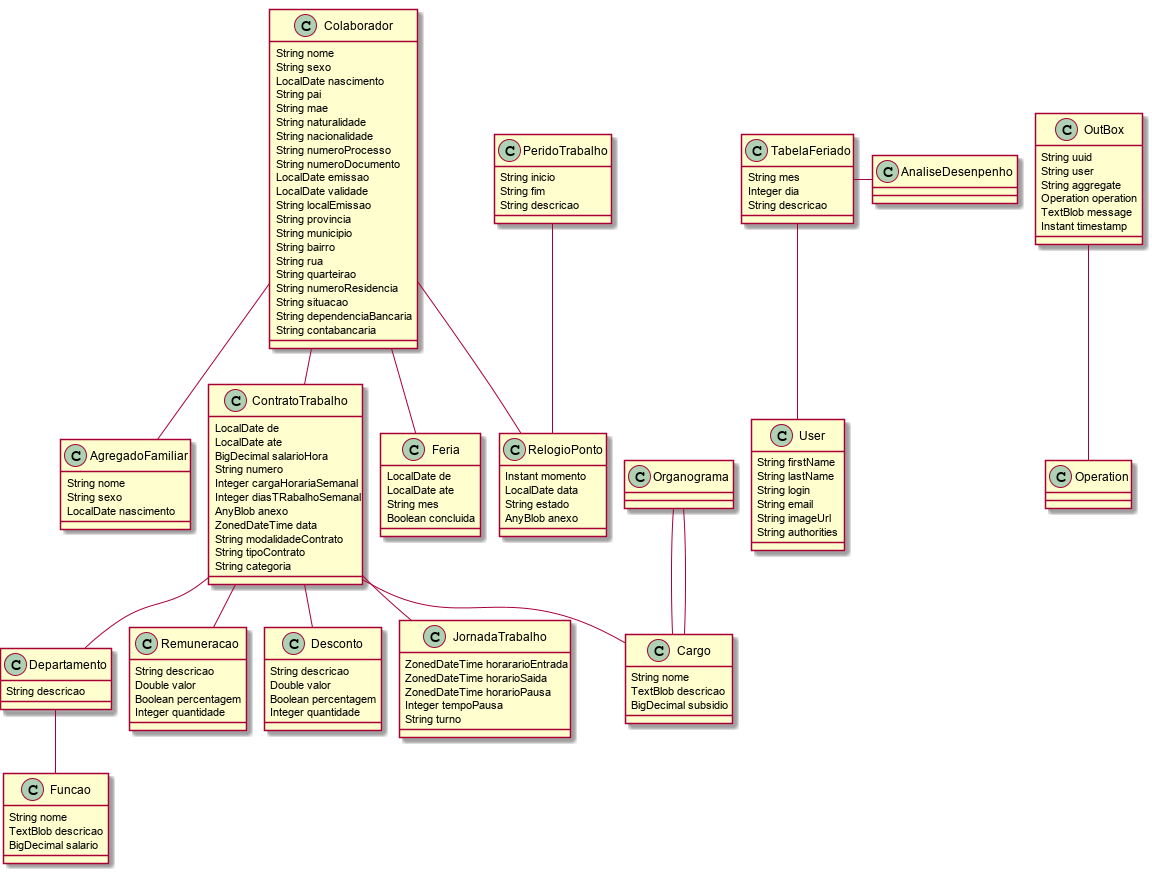 C Colaborador
String nome
String sexo
LocalDate nascimento
String pai
String mae
String naturalidade
String nacionalidade
String numeroProcesso
String numeroDocumento
LocalDate emissao
LocalDate validade
String localEmissao
String provincia
String municipio
String bairro
String rua
String quarteirao
String numeroResidencia
String situacao
String dependenciaBancaria
String contabancaria
C PeridoTrabalho
String inicio
String fim
String descricao
C TabelaFeriado
String mes
Integer dia
String descricao
C AnaliseDesenpenho
C OutBox
String uuid
String user
String aggregate
Operation operation
TextBlob message
Instant timestamp
C AgregadoFamiliar
String nome
String sexo
LocalDate nascimento
C ContratoTrabalho
LocalDate de
LocalDate ate
BigDecimal salarioHora
String numero
Integer cargaHorariaSemanal
Integer diasTRabalhoSemanal
AnyBlob anexo
ZonedDateTime data
String modalidadeContrato
String tipoContrato
String categoria
C Feria
LocalDate de
LocalDate ate
String mes
Boolean concluida
C RelogioPonto
Instant momento
LocalDate data
String estado
AnyBlob anexo
C Organograma
C User
String firstName
String lastName
String login
String email
String imageUrl
String authorities
C Operation
C Departamento
String descricao
C Remuneracao
String descricao
Double valor
Boolean percentagem
Integer quantidade
C Desconto
String descricao
Double valor
Boolean percentagem
Integer quantidade
C JornadaTrabalho
ZonedDateTime horararioEntrada
ZonedDateTime horarioSaida
ZonedDateTime horarioPausa
Integer tempoPausa
String turno
C Cargo
String nome
TextBlob descricao
BigDecimal subsidio
C Funcao
String nome
TextBlob descricao
BigDecimal salario